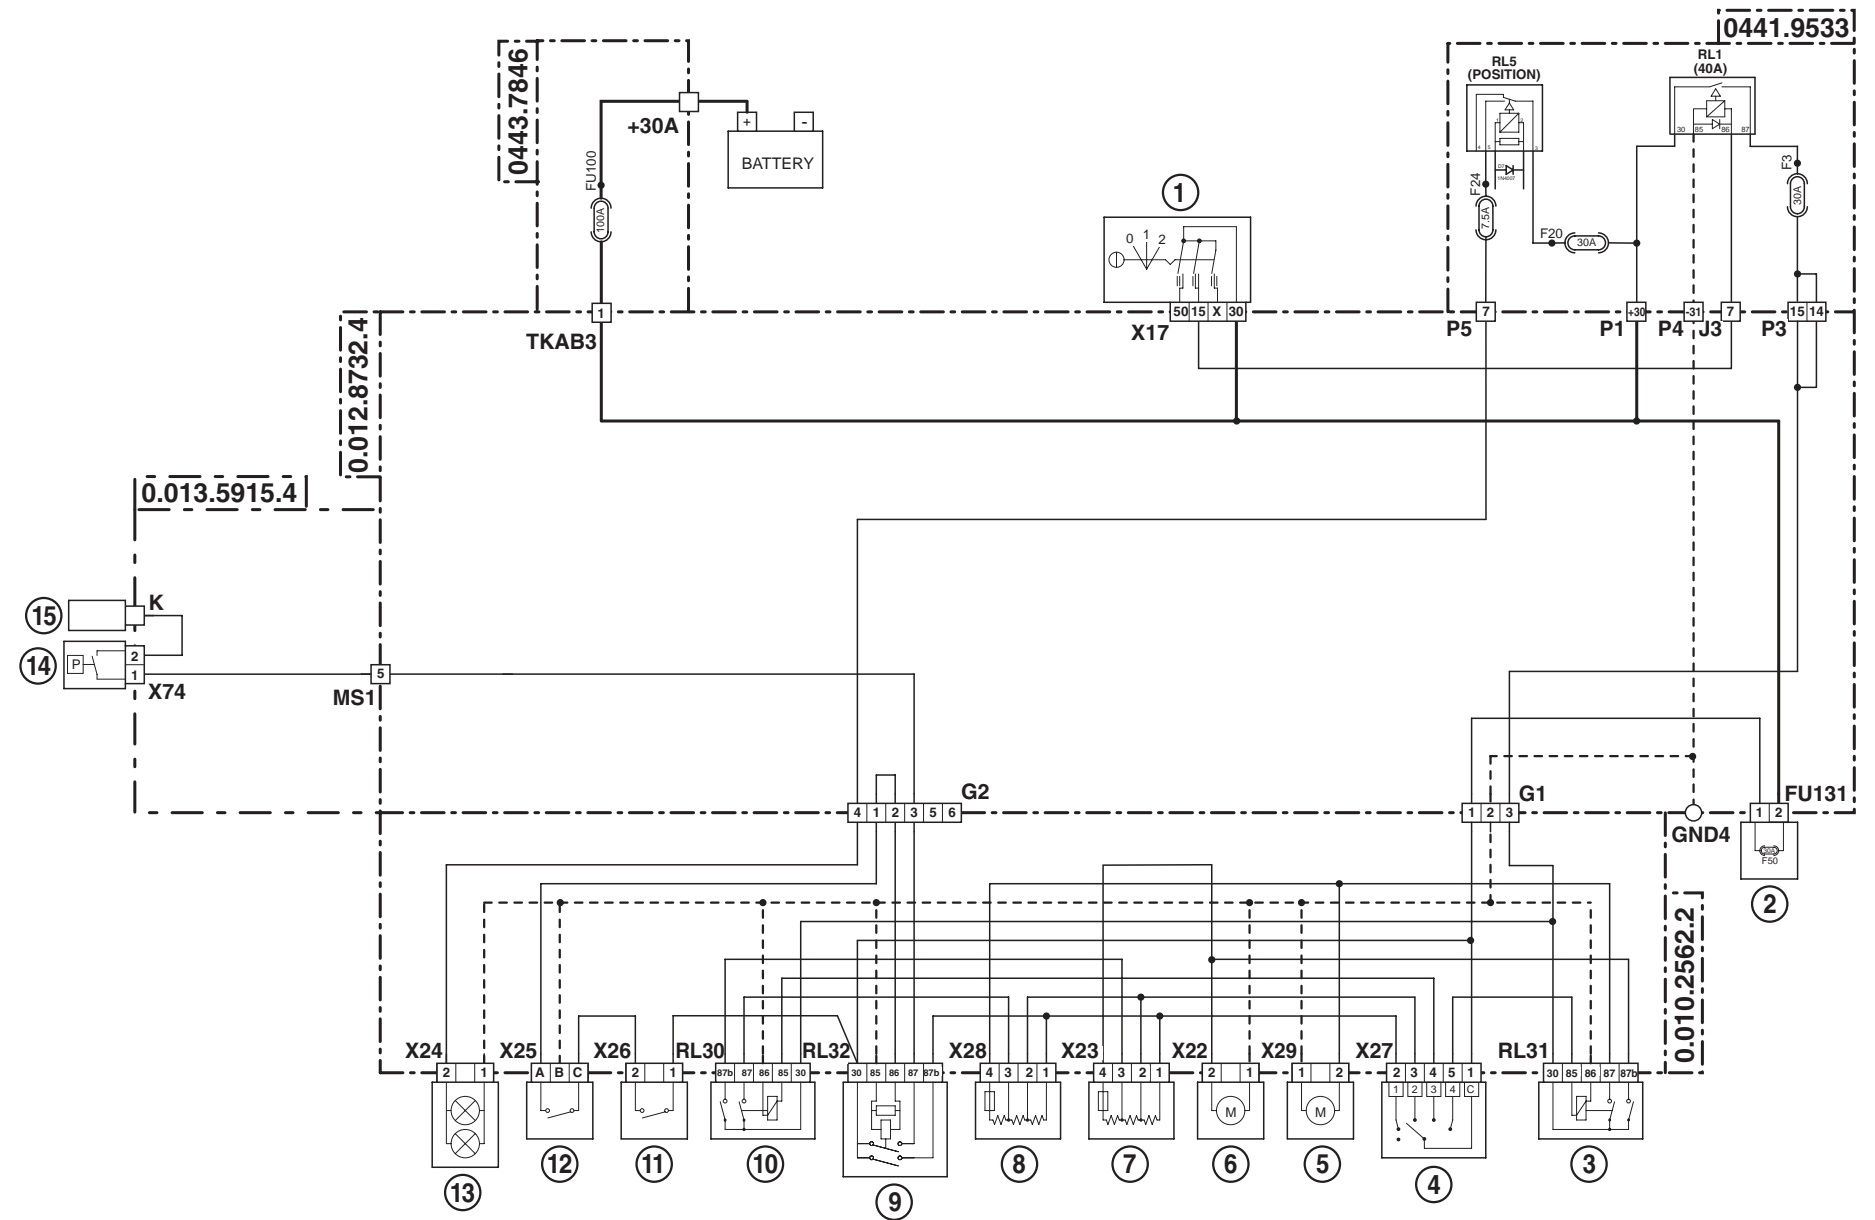 0441.9533
RL5
(POSITION)
RL1
(40A)
0443.7846
+30A
+ -
BATTERY
FU100
100A
4 5 3
D7
1N4007
30 85 86 87
F24
7.5A
F20
30A
F3
30A
1
0 1 2
1
TKAB3
50 15 X 30
X17
7
P5
+30
P1
-31
P4
7
J3
15 14
P3
0.012.8732.4
0.013.5915.4
15
K
14
P
2
1
X74
5
MS1
4 1 2 3 5 6
G2
1 2 3
G1
GND4
1 2
FU131
30A
F50
2
0.010.2562.2
X24
2 1
13
X25
A B C
12
X26
2 1
11
RL30
87b 87 86 85 30
10
RL32
30 85 86 87 87b
9
X28
4 3 2 1
8
X23
4 3 2 1
7
X22
2 1
M
6
X29
1 2
M
5
X27
2 3 4 5 1
1 2 3 4 C
4
RL31
30 85 86 87 87b
3